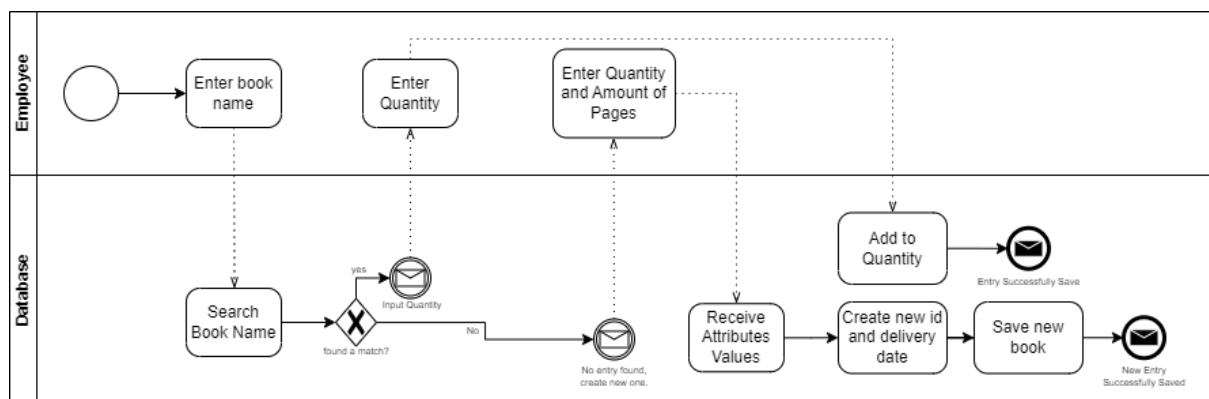 Employee
Enter book
name
Enter
Quantity
Enter Quantity
and Amount of
Pages
Database
Search
Book Name
found a match?
yes
Input Quantity
No
No entry found,
create new one.
Receive
Attributes
Values
Create new id
and delivery
date
Save new
book
New Entry
Successfully Saved
Add to
Quantity
Entry Successfully Save